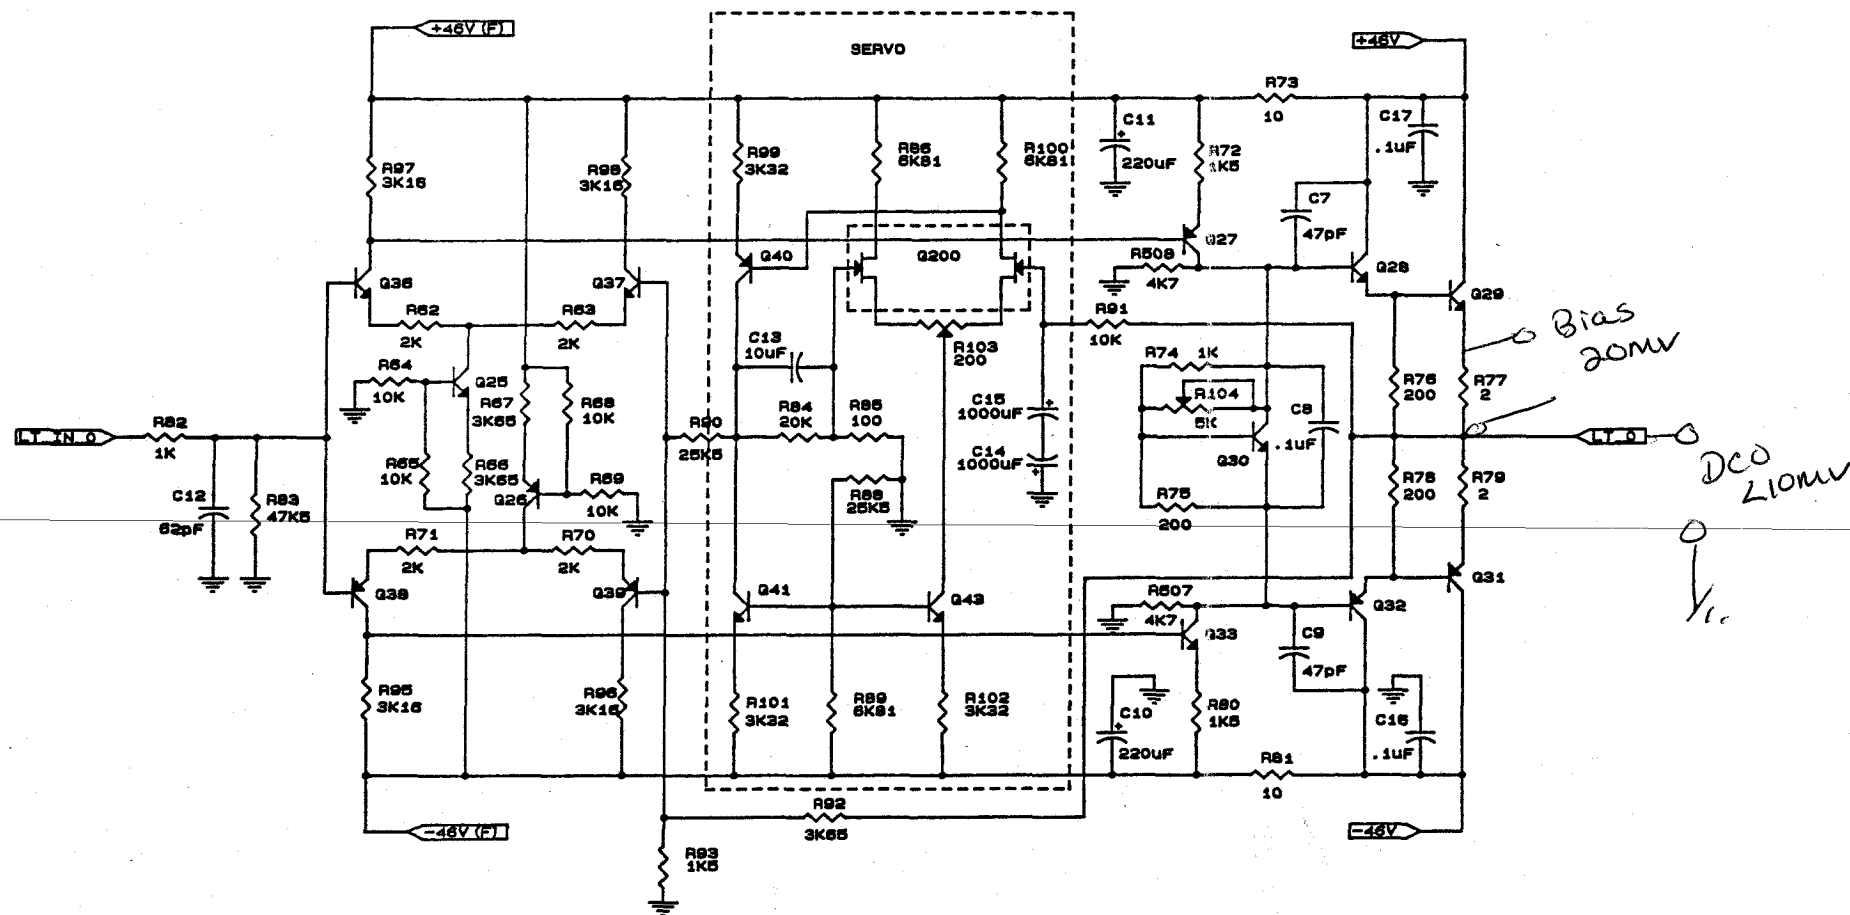 +46V (F)
SERVO
+46V
R73
10
C11
220uF
C17
.1uF
R97
3K16
R98
3K16
R99
3K32
R86
6K81
R100
6K81
R72
1K5
C7
47pF
Q36
Q37
Q40
Q200
Q27
R508
4K7
Q28
Q29
R62
2K
R63
2K
C13
10uF
R103
200
R91
10K
Bias
20MV
R64
10K
Q25
R67
3K65
R68
10K
R74 1K
R104
5K
R76
200
R77
2
C15
1000uF
C8
.1uF
LT IN 0
R82
1K
R90
25K5
R84
20K
R85
100
LT 0
R65
10K
R66
3K65
C14
1000uF
Q30
DCO
∠10MV
C12
62pF
R83
47K5
Q26
R69
10K
R88
25K5
R75
200
R78
200
R79
2
R71
2K
R70
2K
Q38
Q39
Q41
Q43
R507
4K7
Q32
Q31
Q33
C9
47pF
R95
3K16
R96
3K16
R101
3K32
R89
6K81
R102
3K32
C10
220uF
R80
1K5
C16
.1uF
R81
10
-46V (F)
R92
3K65
-46V
R93
1K5